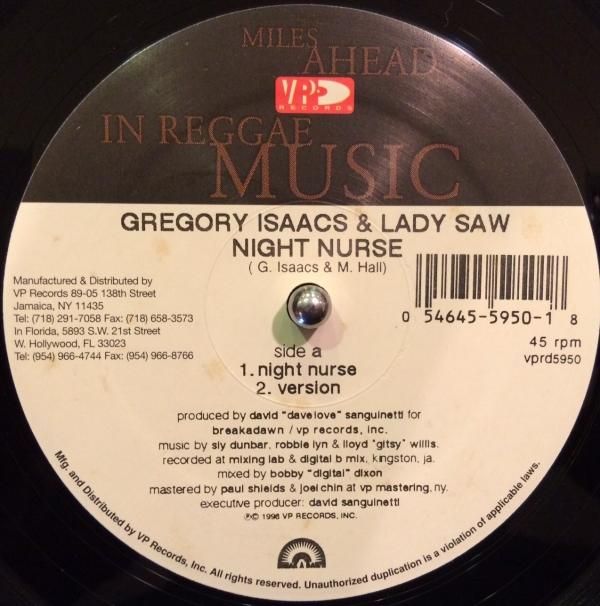 MILES
AHEAD
VP
RECORDS
IN REGGAE
MUSIC
GREGORY ISAACS & LADY SAW
NIGHT NURSE
( G. Isaacs & M. Hall)
Manufactured & Distributed by
VP Records 89-05 138th Street
Jamaica, NY 11435
Tel: (718) 291-7058 Fax: (718) 658-3573
In Florida, 5893 S.W. 21st Street
W. Hollywood, FL 33023
Tel: (954) 966-4744 Fax: (954) 966-8766
0 54645-5950-1 8
45 rpm
vprd5950
side a
1. night nurse
2. version
produced by david "dave love" sanguinetti for
breakadawn / vp records, inc.
music by sly dunbar, robbie lyn & lloyd "gitsy" willis.
recorded at mixing lab & digital b mix, kingston, ja.
mixed by bobby "digital" dixon
mastered by paul shields & joel chin at vp mastering, ny.
executive producer: david sanguinetti
℗© 1996 VP RECORDS, INC.
Mfg. and Distributed by VP Records, Inc. All rights reserved. Unauthorized duplication is a violation of applicable laws.